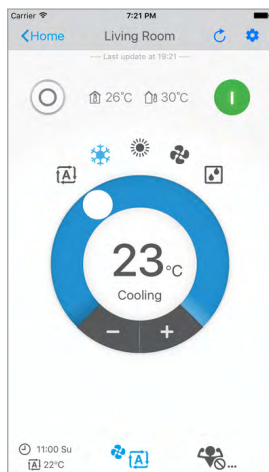 Carrier 7:21 PM
Home Living Room
Last update at 19:21
26°C 30°C
A
23°C
Cooling
− +
11:00 Su
A 22°C
A ...